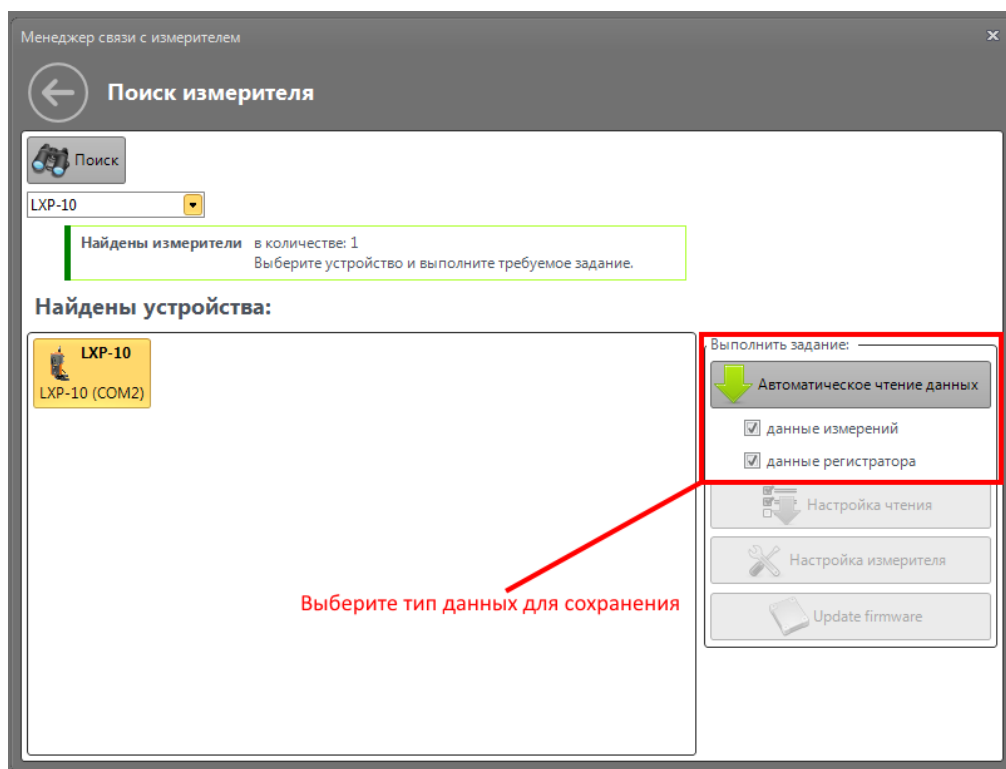 Менеджер связи с измерителем
Поиск измерителя
Поиск
LXP-10
Найдены измерители в количестве: 1
Выберите устройство и выполните требуемое задание.
Найдены устройства:
LXP-10
LXP-10 (COM2)
Выполнить задание:
Автоматическое чтение данных
данные измерений
данные регистратора
Настройка чтения
Настройка измерителя
Update firmware
Выберите тип данных для сохранения